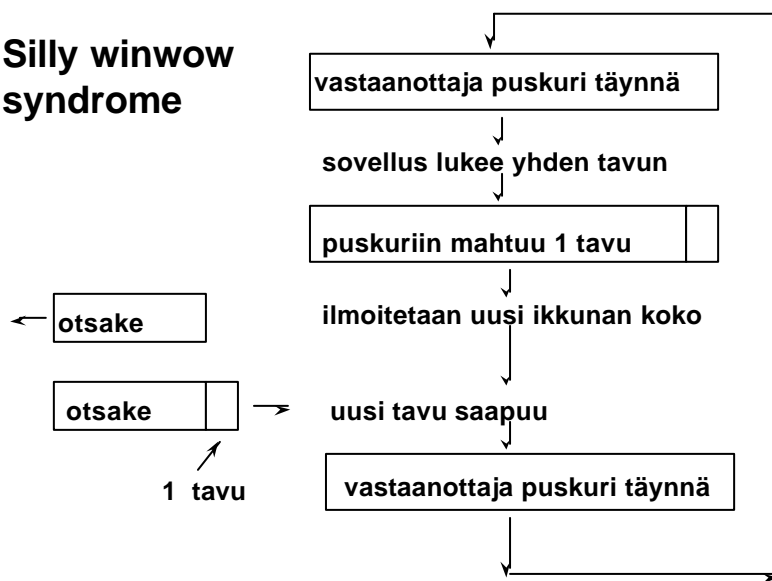 Silly winwow
syndrome
vastaanottaja puskuri täynnä
sovellus lukee yhden tavun
puskuriin mahtuu 1 tavu
otsake
ilmoitetaan uusi ikkunan koko
otsake
uusi tavu saapuu
1 tavu
vastaanottaja puskuri täynnä